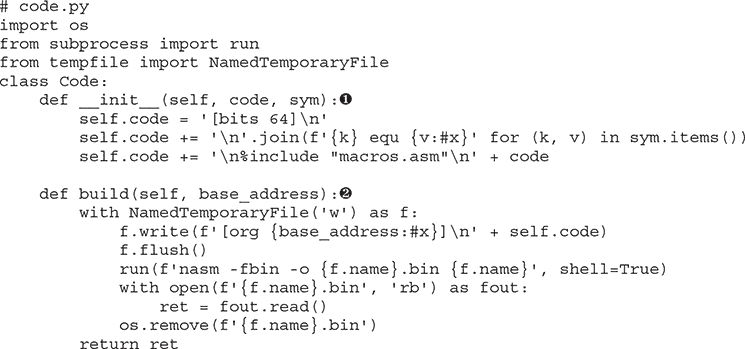 # code.py
import os
from subprocess import run
from tempfile import NamedTemporaryFile
class Code:
    def __init__(self, code, sym):❶
        self.code = '[bits 64]\n'
        self.code += '\n'.join(f'{k} equ {v:#x}' for (k, v) in sym.items())
        self.code += '\n%include "macros.asm"\n' + code

    def build(self, base_address):❷
        with NamedTemporaryFile('w') as f:
            f.write(f'[org {base_address:#x}]\n' + self.code)
            f.flush()
            run(f'nasm -fbin -o {f.name}.bin {f.name}', shell=True)
            with open(f'{f.name}.bin', 'rb') as fout:
                ret = fout.read()
            os.remove(f'{f.name}.bin')
        return ret